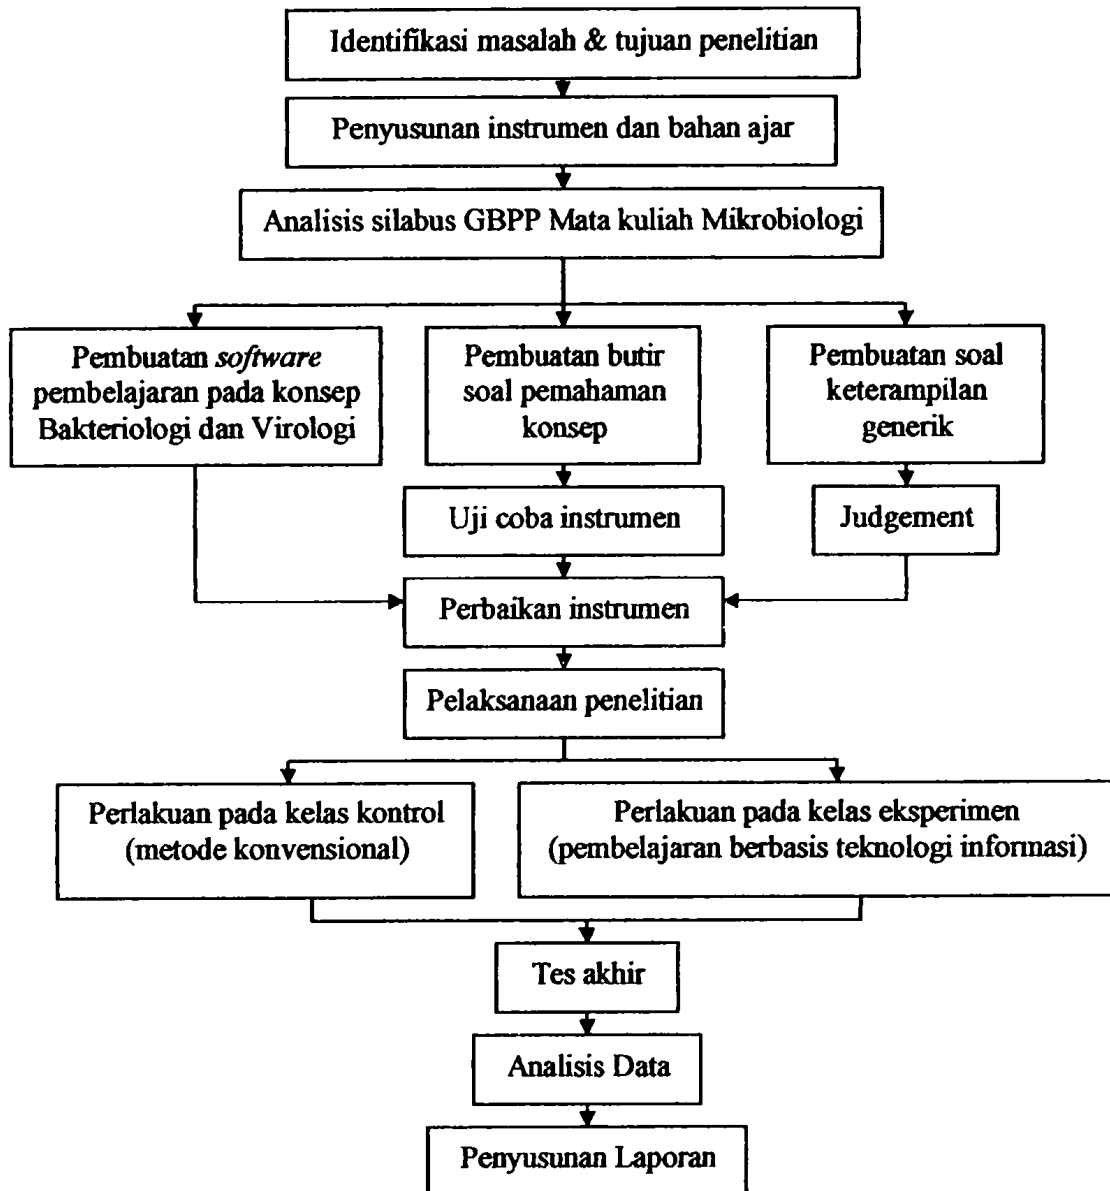 Identifikasi masalah & tujuan penelitian
Penyusunan instrumen dan bahan ajar
Analisis silabus GBPP Mata kuliah Mikrobiologi
Pembuatan software
pembelajaran pada konsep
Bakteriologi dan Virologi
Pembuatan butir
soal pemahaman
konsep
Pembuatan soal
keterampilan
generik
Uji coba instrumen
Judgement
Perbaikan instrumen
Pelaksanaan penelitian
Perlakuan pada kelas kontrol
(metode konvensional)
Perlakuan pada kelas eksperimen
(pembelajaran berbasis teknologi informasi)
Tes akhir
Analisis Data
Penyusunan Laporan